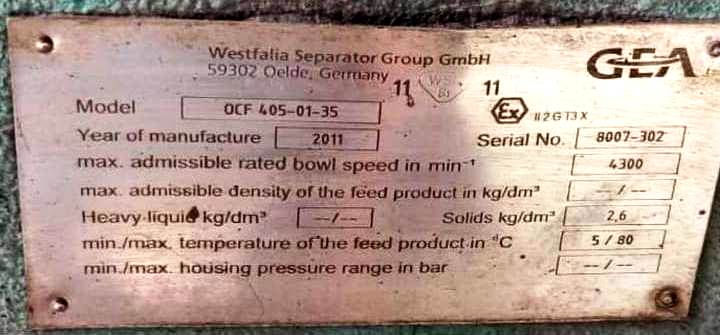 Westfalia Separator Group GmbH
59302 Oelde, Germany
GEA
11 WS 11
Ex II 2 G T3 X
Model OCF 405-01-35
Year of manufacture 2011 Serial No. 8007-302
max. admissible rated bowl speed in min⁻¹ 4300
max. admissible density of the feed product in kg/dm³ --/--
Heavy liquid kg/dm³ --/-- Solids kg/dm³ 2,6
min./max. temperature of the feed product in °C 5 / 80
min./max. housing pressure range in bar --/--